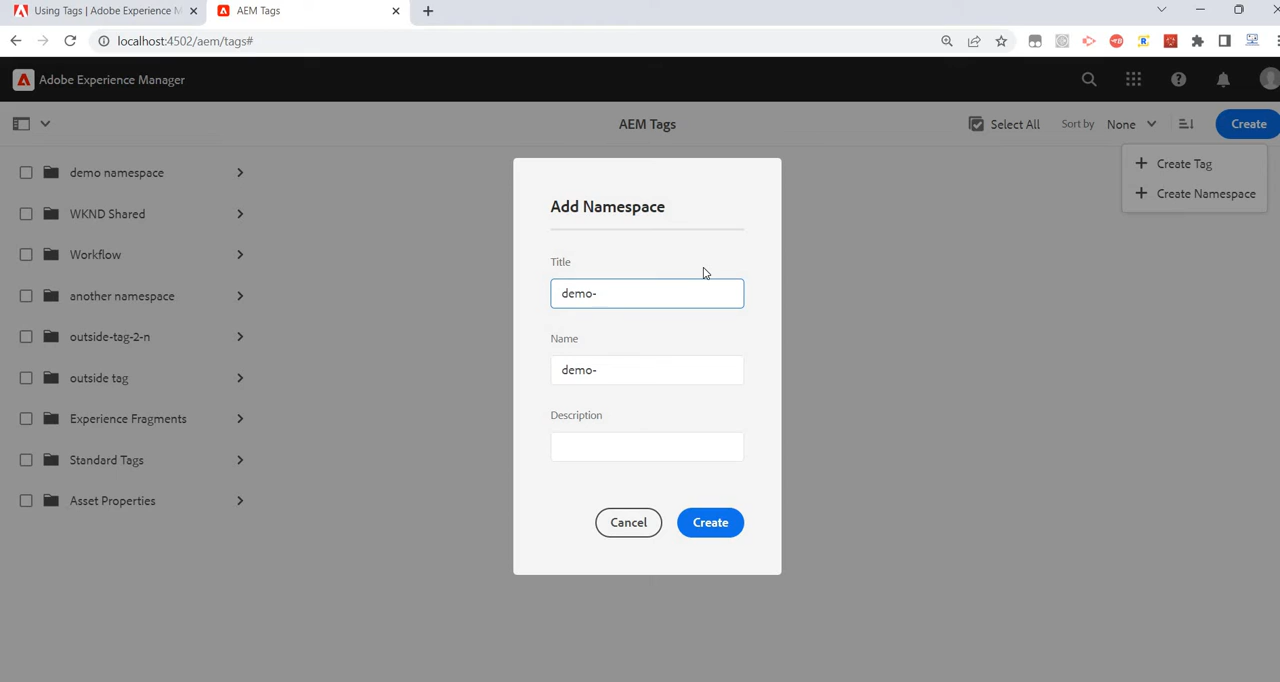 Using Tags | Adobe Experience M
AEM Tags
localhost:4502/aem/tags#
Adobe Experience Manager
AEM Tags
Select All
Sort by
None
Create
Create Tag
Create Namespace
demo namespace
WKND Shared
Workflow
another namespace
outside-tag-2-n
outside tag
Experience Fragments
Standard Tags
Asset Properties
Add Namespace
Title
demo-
Name
demo-
Description
Cancel
Create